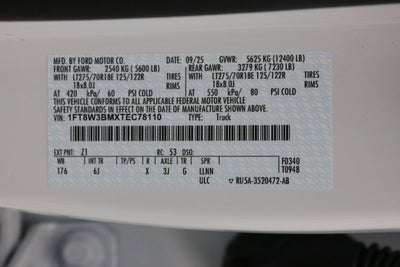 MFD. BY FORD MOTOR CO. 09/25 GVWR: 5625 KG (12400 LB)
FRONT GAWR: 2540 KG (5600 LB) REAR GAWR: 3279 KG (7230 LB)
WITH WITH
LT275/70R18E 125/122R TIRES LT275/70R18E 125/122R TIRES
18x8.0J RIMS 18x8.0J RIMS
AT 420 kPa/ 60 PSI COLD AT 550 kPa/ 80 PSI COLD
THIS VEHICLE CONFORMS TO ALL APPLICABLE FEDERAL MOTOR VEHICLE
SAFETY STANDARDS IN EFFECT ON THE DATE OF MANUFACTURE SHOWN ABOVE.
VIN: 1FT8W3BMXTEC78110 TYPE: Truck
EXT PNT: Z1 RC: 53 DSO:
WB INT TR TP/PS R AXLE TR SPR F0340
176 6J X 3J G LLNN T0948
ULC RU5A-3520472-AB